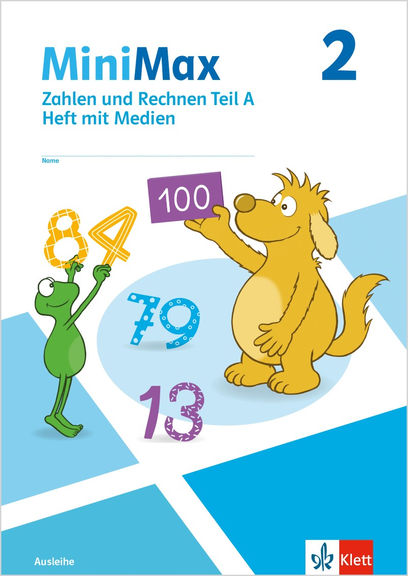 MiniMax 2
Zahlen und Rechnen Teil A
Heft mit Medien
Name
100
84
79
13
Ausleihe
Klett